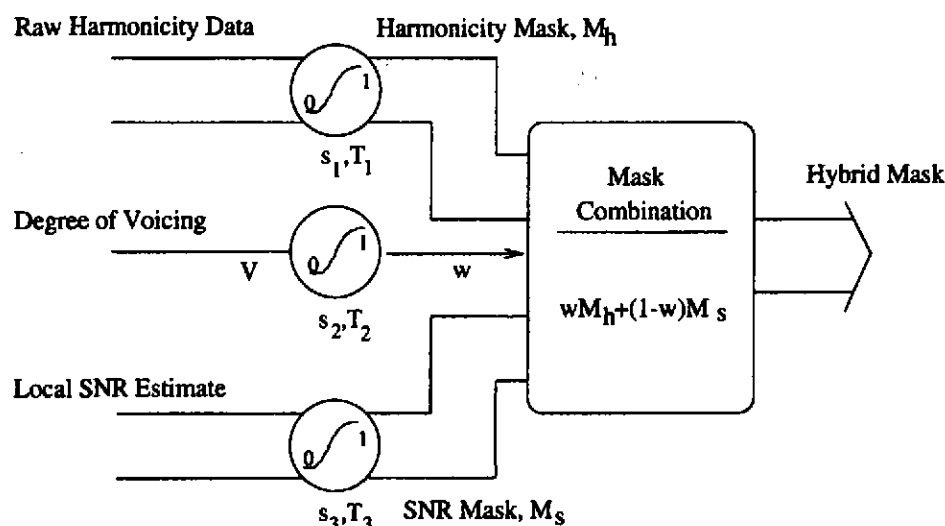 Raw Harmonicity Data
Harmonicity Mask, M_h
0 1
s_1,T_1
Degree of Voicing
V
0 1
w
s_2,T_2
Mask
Combination
wM_h+(1-w)M_s
Hybrid Mask
Local SNR Estimate
0 1
s_3,T_3
SNR Mask, M_s